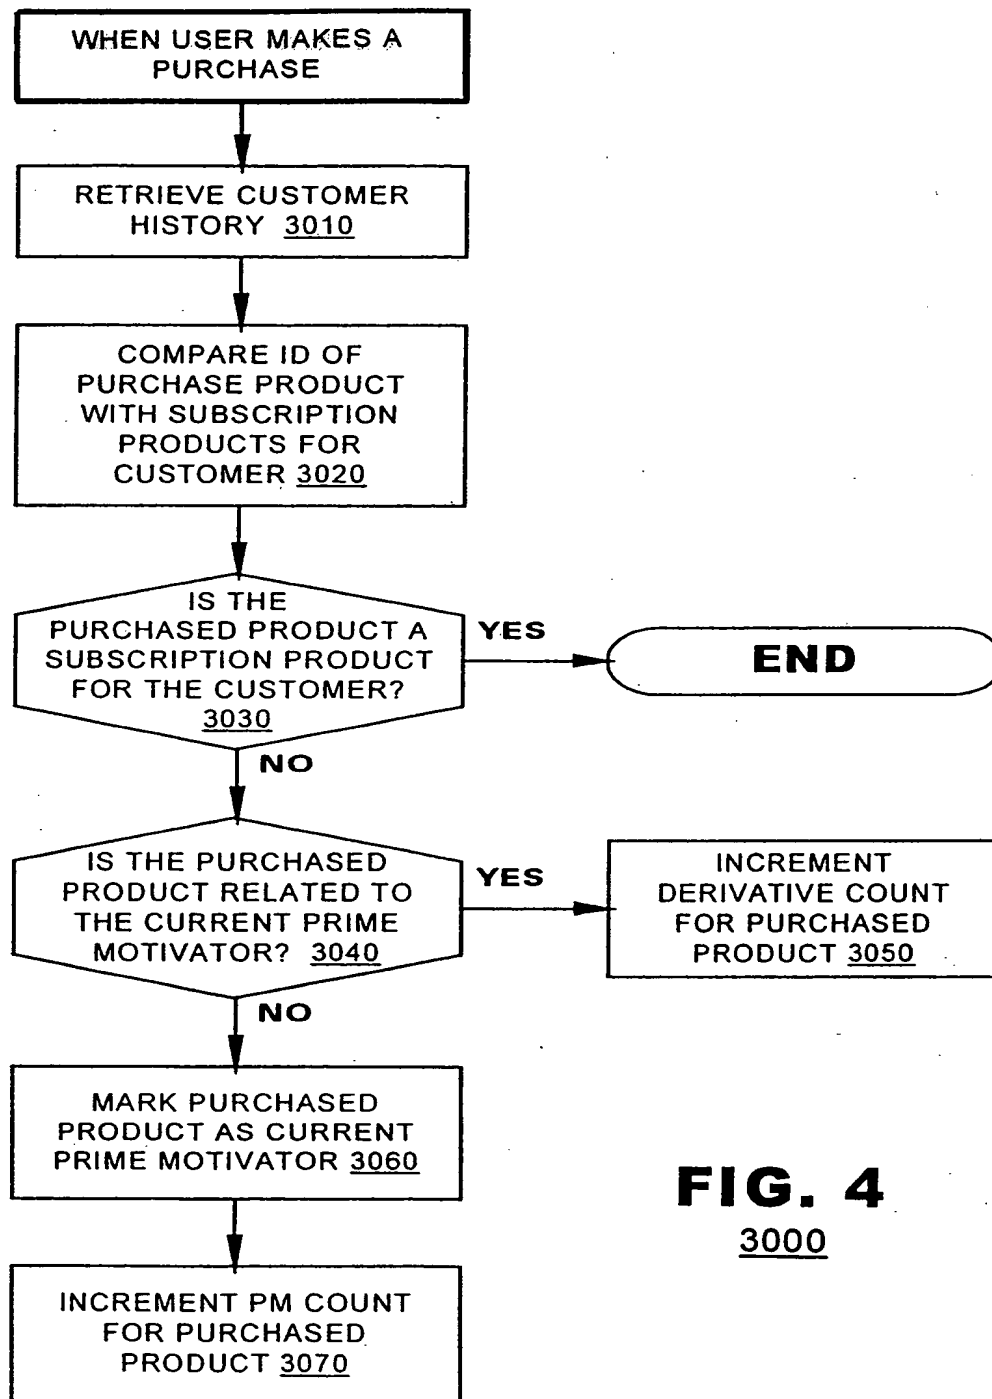 WHEN USER MAKES A
PURCHASE
RETRIEVE CUSTOMER
HISTORY 3010
COMPARE ID OF
PURCHASE PRODUCT
WITH SUBSCRIPTION
PRODUCTS FOR
CUSTOMER 3020
IS THE
PURCHASED PRODUCT A
SUBSCRIPTION PRODUCT
FOR THE CUSTOMER?
3030
YES
END
NO
IS THE PURCHASED
PRODUCT RELATED TO
THE CURRENT PRIME
MOTIVATOR? 3040
YES
INCREMENT
DERIVATIVE COUNT
FOR PURCHASED
PRODUCT 3050
NO
MARK PURCHASED
PRODUCT AS CURRENT
PRIME MOTIVATOR 3060
INCREMENT PM COUNT
FOR PURCHASED
PRODUCT 3070
FIG. 4
3000